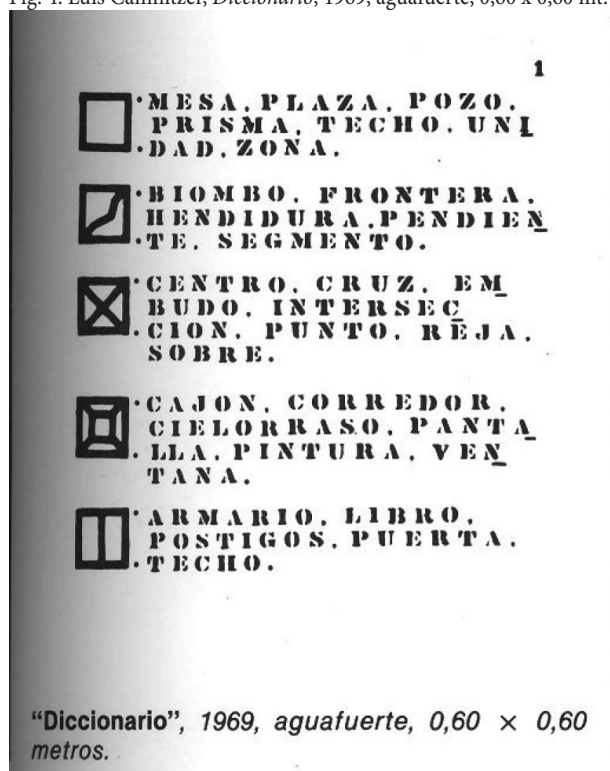 Fig. 1. Luis Camnitzer, Diccionario, 1969, aguafuerte, 0,60 x 0,60 mt.
1
MESA, PLAZA, POZO,
PRISMA, TECHO, UNI
DAD, ZONA.
BIOMBO, FRONTERA,
HENDIDURA, PENDIEN
TE, SEGMENTO.
CENTRO, CRUZ, EM
BUDO, INTERSEC
CION, PUNTO, REJA,
SOBRE.
CAJON, CORREDOR,
CIELORRASO, PANTA
LLA, PINTURA, VEN
TANA.
ARMARIO, LIBRO,
POSTIGOS, PUERTA,
TECHO.
"Diccionario", 1969, aguafuerte, 0,60 × 0,60
metros.